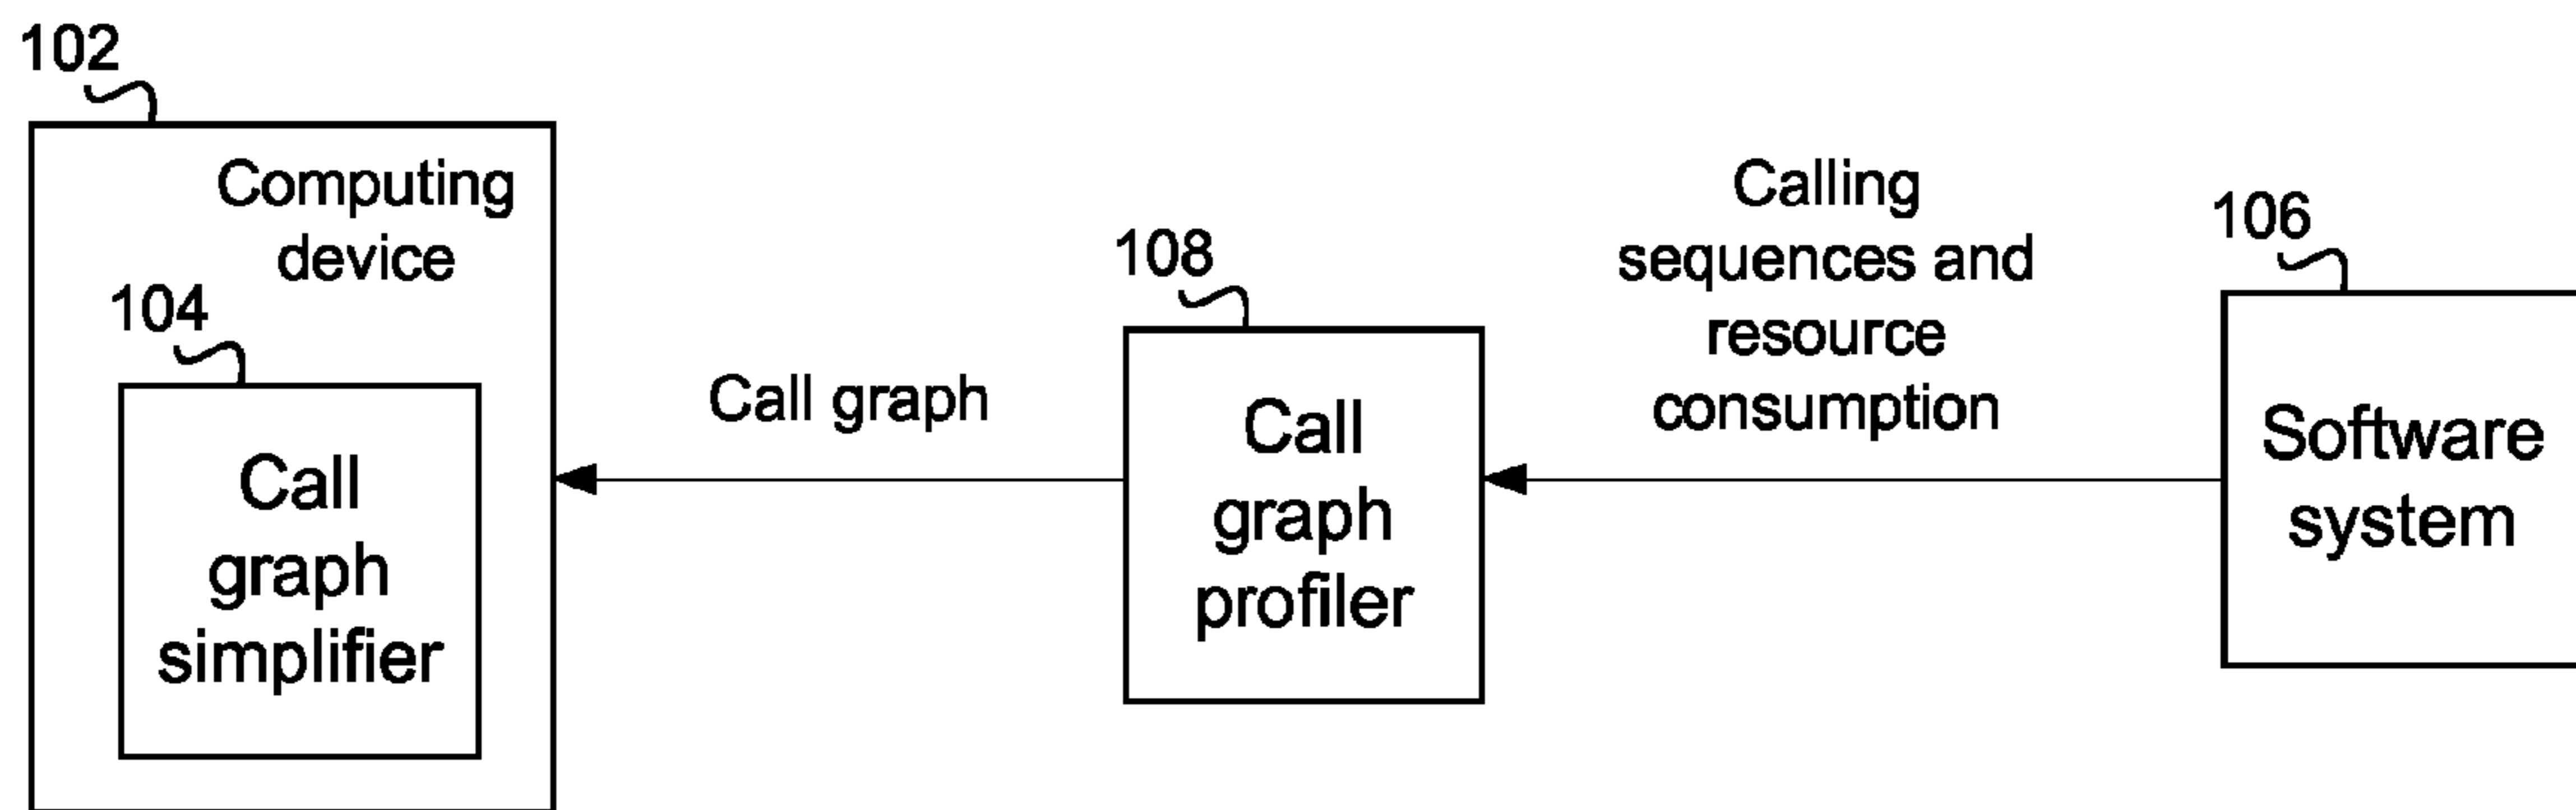 102
Computing
device
104
Call
graph
simplifier
Call graph
108
Call
graph
profiler
Calling
sequences and
resource
consumption
106
Software
system